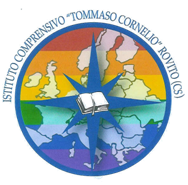 ISTITUTO COMPRENSIVO "TOMMASO CORNELIO" ROVITO (CS)